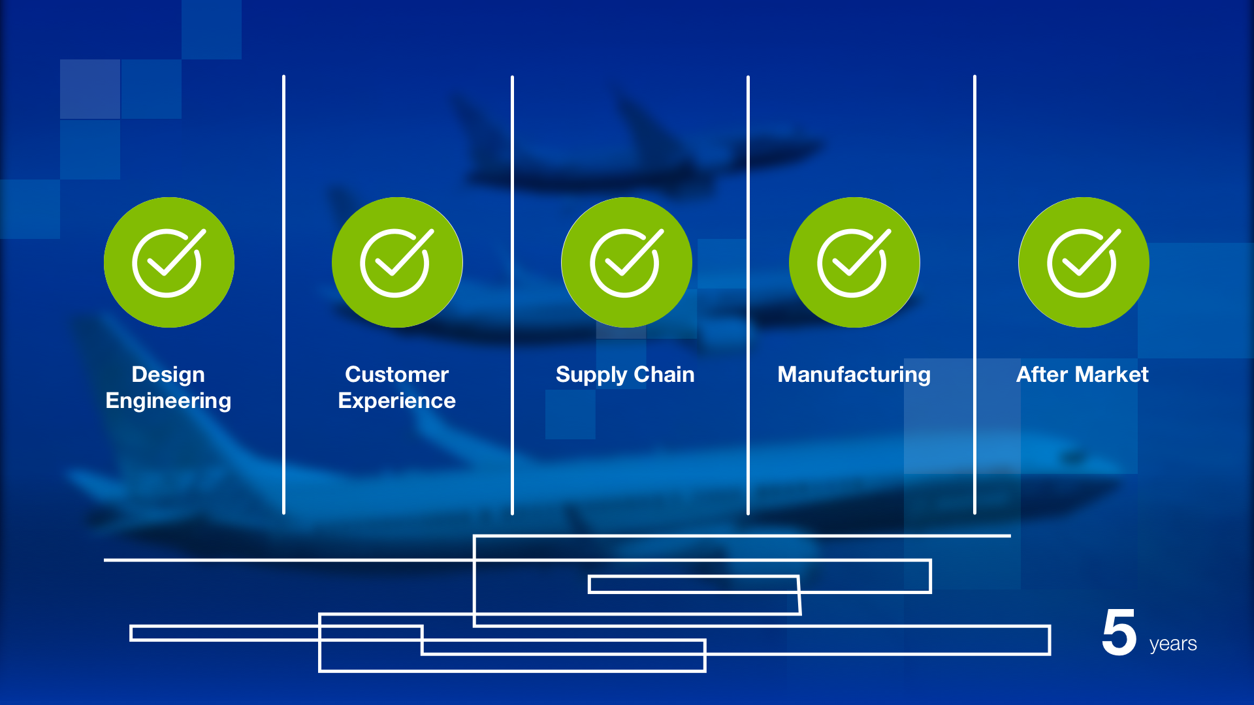 Design
Engineering
Customer
Experience
Supply Chain
Manufacturing
After Market
5 years